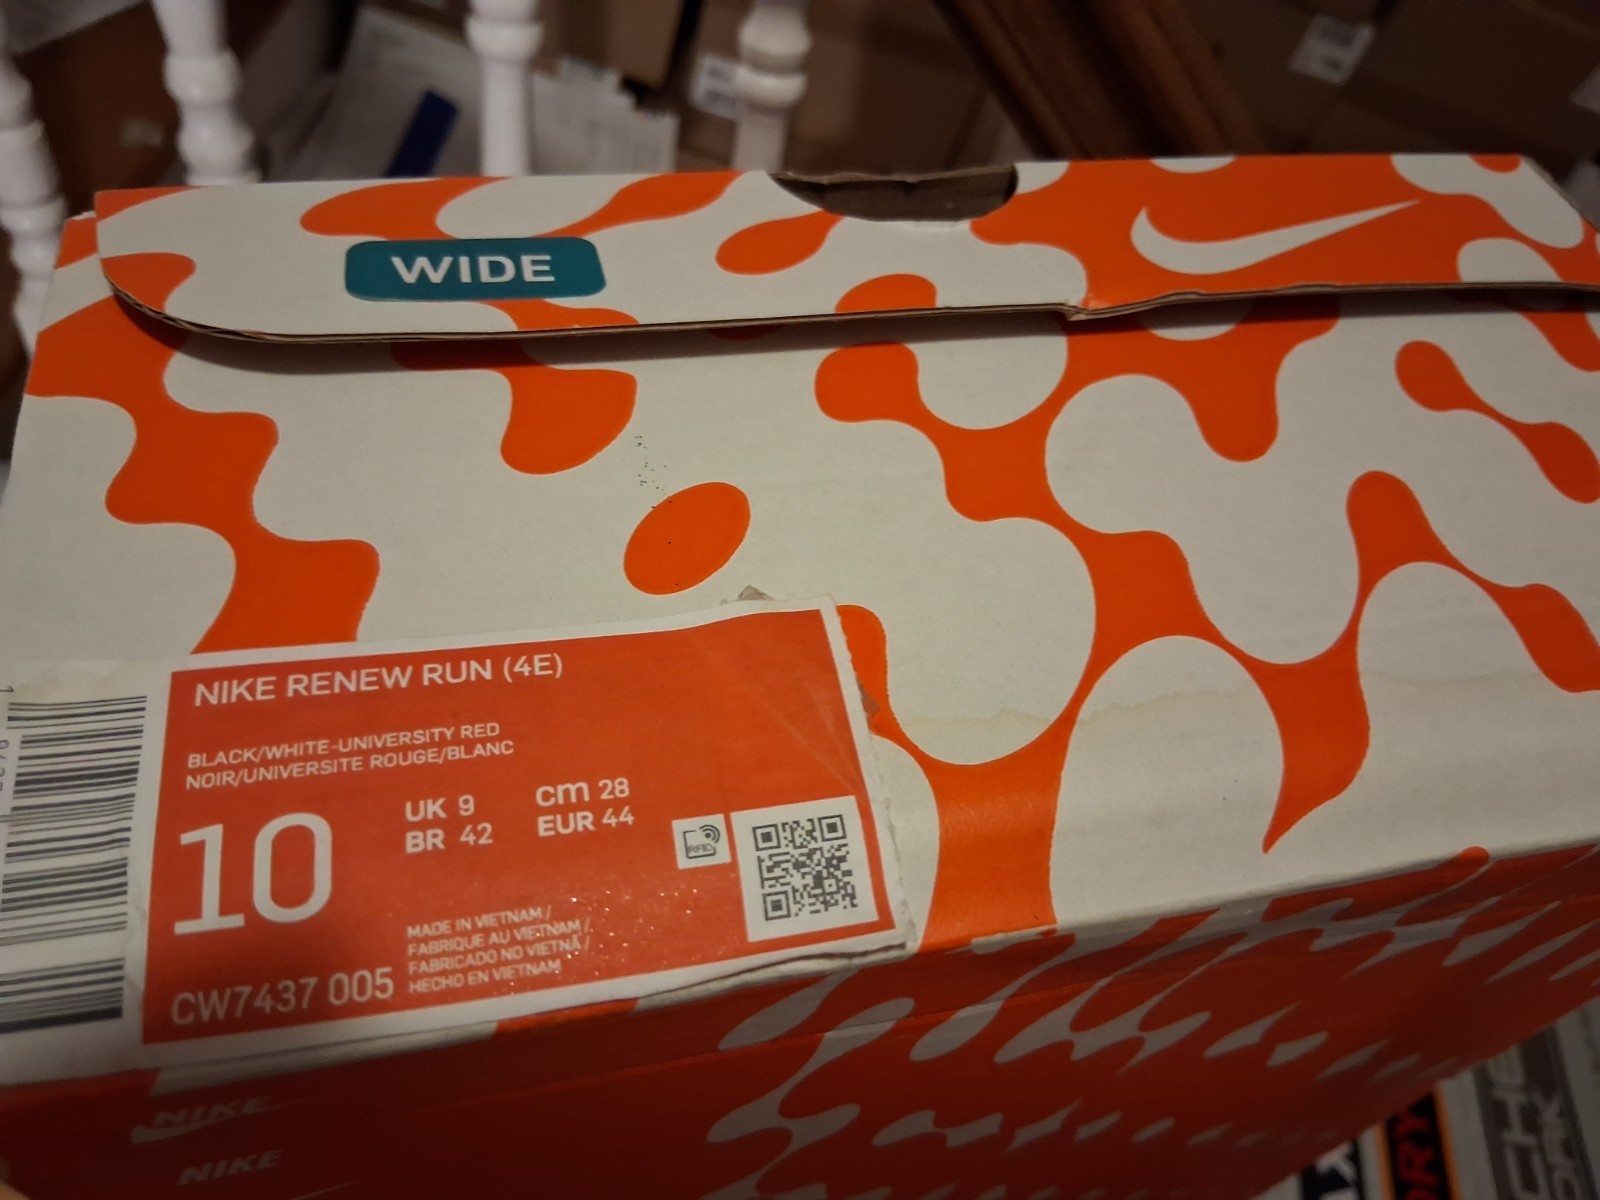 WIDE
NIKE RENEW RUN (4E)
BLACK/WHITE-UNIVERSITY RED
NOIR/UNIVERSITE ROUGE/BLANC
10
UK 9
BR 42
cm 28
EUR 44
RFID
MADE IN VIETNAM /
FABRIQUE AU VIETNAM /
FABRICADO NO VIETNÃ /
HECHO EN VIETNAM
CW7437 005
NIKE
NIKE